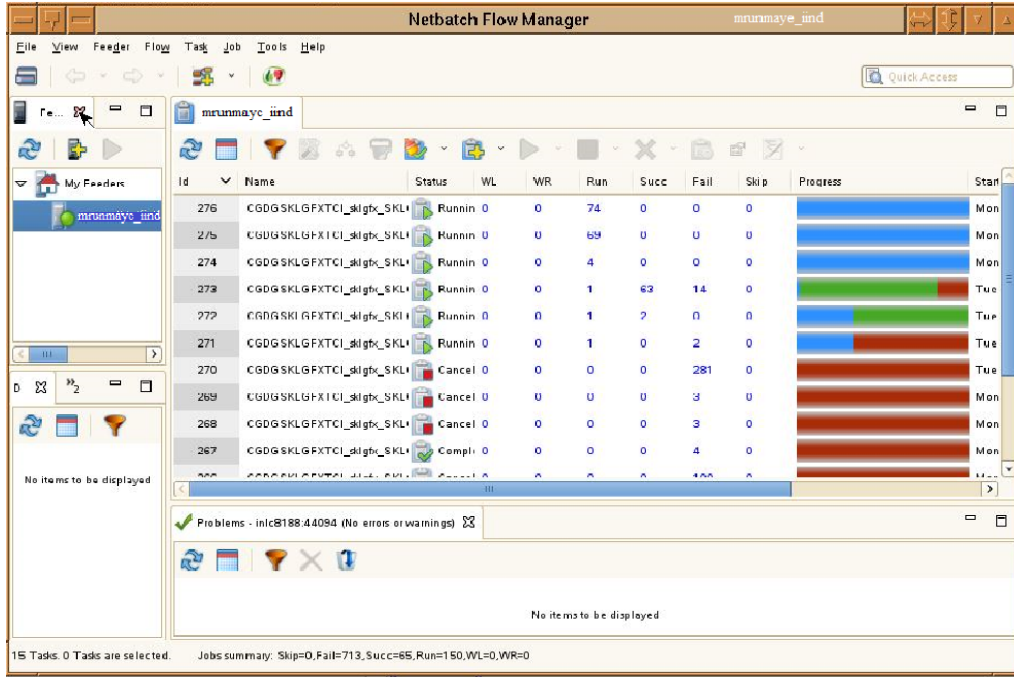 Netbatch Flow Manager
mrunmaye_iind
File View Feeder Flow Task Job Tools Help
Quick Access
Fe...
mrunmaye_iind
My Feeders
mrunmaye_iind
Id Name Status WL WR Run Succ Fail Skip Progress Start
276 CGDGSKLGFXTCI_sklgfx_SKL Runnin 0 0 74 0 0 0 Mon
275 CGDGSKLGFXTCI_sklgfx_SKL Runnin 0 0 69 0 0 0 Mon
274 CGDGSKLGFXTCI_sklgfx_SKL Runnin 0 0 4 0 0 0 Mon
273 CGDGSKLGFXTCI_sklgfx_SKL Runnin 0 0 1 63 14 0 Tue
272 CGDGSKLGFXTCI_sklgfx_SKL Runnin 0 0 1 2 0 0 Tue
271 CGDGSKLGFXTCI_sklgfx_SKL Runnin 0 0 1 0 2 0 Tue
270 CGDGSKLGFXTCI_sklgfx_SKL Cancel 0 0 0 0 281 0 Tue
269 CGDGSKLGFXTCI_sklgfx_SKL Cancel 0 0 0 0 3 0 Mon
268 CGDGSKLGFXTCI_sklgfx_SKL Cancel 0 0 0 0 3 0 Mon
267 CGDGSKLGFXTCI_sklgfx_SKL Compl 0 0 0 0 4 0 Mon
D »2
No items to be displayed
Problems - inlc8188:44094 (No errors or warnings)
No items to be displayed
15 Tasks. 0 Tasks are selected. Jobs summary: Skip=0,Fail=713,Succ=65,Run=150,WL=0,WR=0